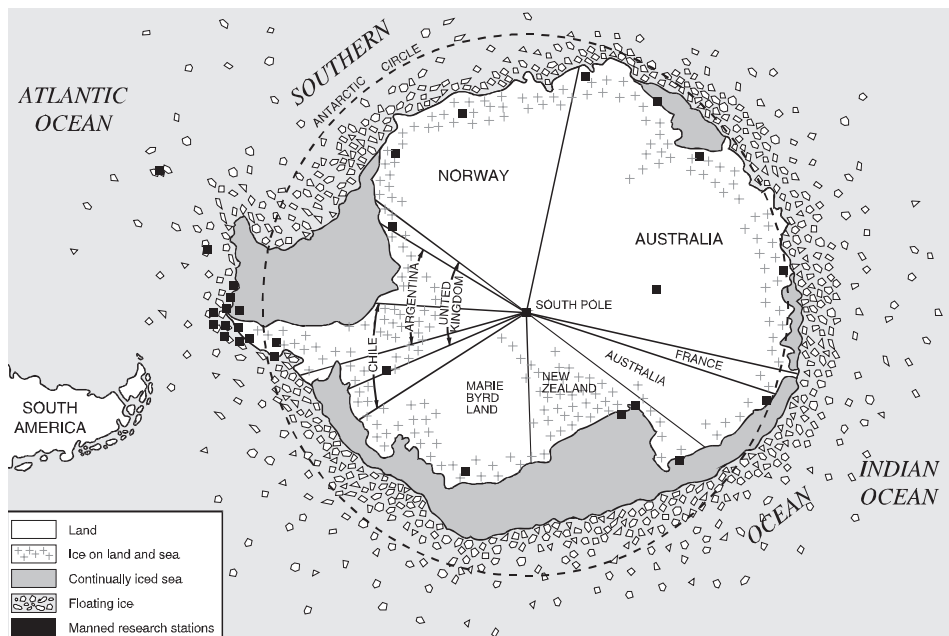 SOUTHERN
ANTARCTIC CIRCLE
ATLANTIC
OCEAN
NORWAY
AUSTRALIA
SOUTH POLE
ARGENTINA
UNITED
KINGDOM
CHILE
FRANCE
AUSTRALIA
NEW
ZEALAND
MARIE
BYRD
LAND
SOUTH
AMERICA
INDIAN
OCEAN
OCEAN
Land
Ice on land and sea
Continually iced sea
Floating ice
Manned research stations